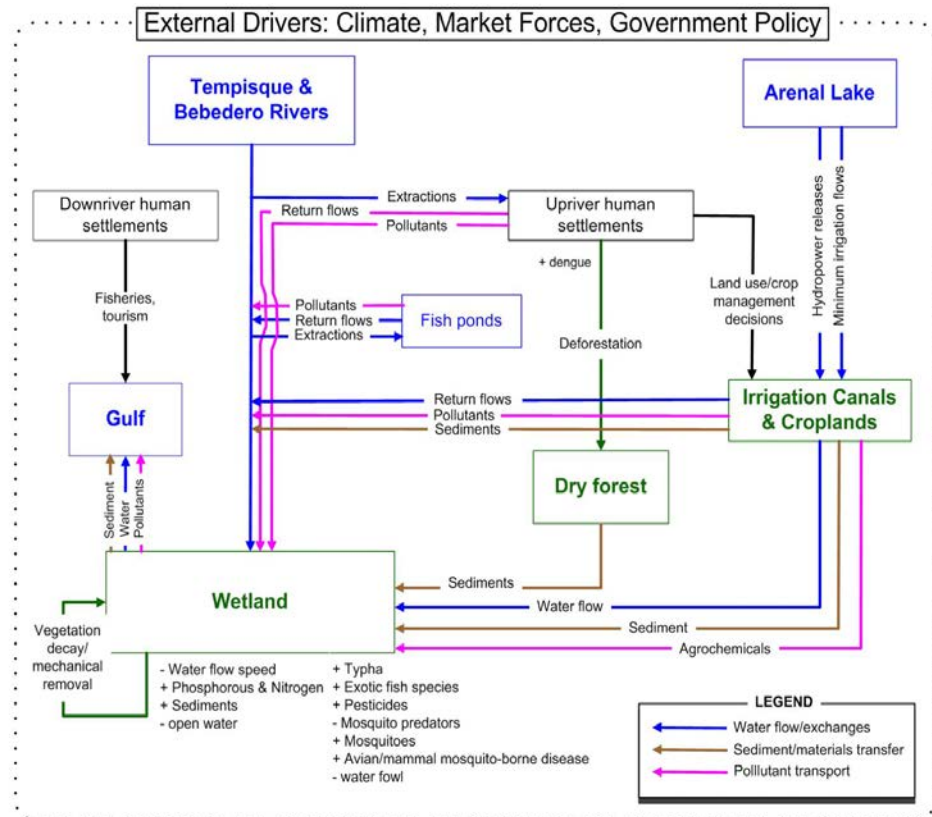 External Drivers: Climate, Market Forces, Government Policy
Tempisque &
Bebedero Rivers
Arenal Lake
Downriver human
settlements
Extractions
Return flows
Pollutants
Upriver human
settlements
Hydropower releases
Minimum irrigation flows
+ dengue
Land use/crop
management
decisions
Fisheries,
tourism
Pollutants
Return flows
Extractions
Fish ponds
Deforestation
Gulf
Return flows
Pollutants
Sediments
Irrigation Canals
& Croplands
Dry forest
Sediment
Water
Pollutants
Wetland
Sediments
Water flow
Sediment
Agrochemicals
Vegetation
decay/
mechanical
removal
- Water flow speed
+ Phosphorous & Nitrogen
+ Sediments
- open water
+ Typha
+ Exotic fish species
+ Pesticides
- Mosquito predators
+ Mosquitoes
+ Avian/mammal mosquito-borne disease
- water fowl
LEGEND
Water flow/exchanges
Sediment/materials transfer
Polllutant transport